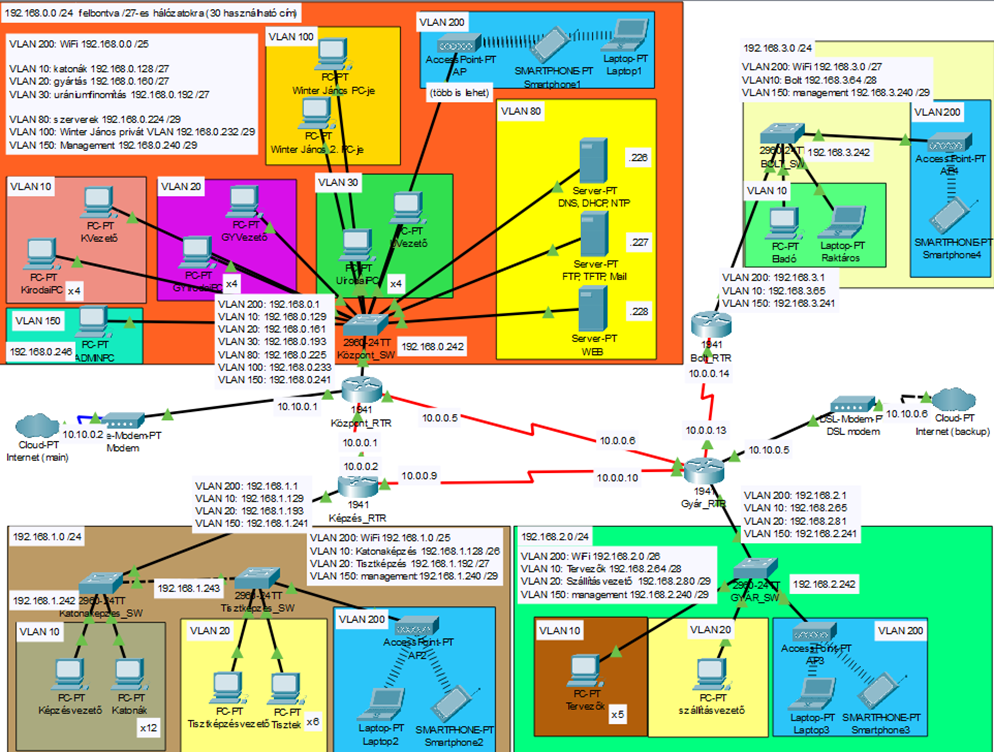 192.168.0.0 /24 felbontva /27-es hálózatokra (30 használható cím)
VLAN 200: WiFi 192.168.0.0 /25
VLAN 10: katonák 192.168.0.128 /27
VLAN 20: gyártás 192.168.0.160 /27
VLAN 30: urániumfinomítás 192.168.0.192 /27
VLAN 80: szerverek 192.168.0.224 /29
VLAN 100: Winter János privát VLAN 192.168.0.232 /29
VLAN 150: Management 192.168.0.240 /29
VLAN 100
PC-PT
Winter János PC-je
PC-PT
Winter János 2. PC-je
VLAN 200
Access Point-PT
AP
SMARTPHONE-PT
Smartphone1
Laptop-PT
Laptop1
(több is lehet)
VLAN 80
.226
Server-PT
DNS, DHCP, NTP
.227
Server-PT
FTP, TFTP, Mail
.228
Server-PT
WEB
VLAN 10
PC-PT
KVezető
PC-PT
KirodaiPC
x4
VLAN 20
PC-PT
GYVezető
PC-PT
x4
VLAN 30
PC-PT
PC-PT
UirodaiPC
x4
VLAN 150
PC-PT
ADMINPC
192.168.0.246
VLAN 200: 192.168.0.1
VLAN 10: 192.168.0.129
VLAN 20: 192.168.0.161
VLAN 30: 192.168.0.193
VLAN 80: 192.168.0.225
VLAN 100: 192.168.0.233
VLAN 150: 192.168.0.241
2960-24TT
Központ_SW
192.168.0.242
192.168.3.0 /24
VLAN 200: WiFi 192.168.3.0 /27
VLAN10: Bolt 192.168.3.64 /28
VLAN 150: management 192.168.3.240 /29
2960-24TT
BOLT_SW
192.168.3.242
VLAN 200
Access Point-PT
AP4
SMARTPHONE-PT
Smartphone4
VLAN 10
PC-PT
Eladó
Laptop-PT
Raktáros
VLAN 200: 192.168.3.1
VLAN 10: 192.168.3.65
VLAN 150: 192.168.3.241
1941
Bolt_RTR
10.0.0.14
10.0.0.13
Cloud-PT
Internet (main)
10.10.0.2
Modem
10.10.0.1
1941
Központ_RTR
10.0.0.5
10.0.0.6
10.0.0.1
10.0.0.2
1941
Képzés_RTR
10.0.0.9
10.0.0.10
1941
Gyár_RTR
10.10.0.5
DSL modem
10.10.0.6
Cloud-PT
Internet (backup)
VLAN 200: 192.168.1.1
VLAN 10: 192.168.1.129
VLAN 20: 192.168.1.193
VLAN 150: 192.168.1.241
VLAN 200: 192.168.2.1
VLAN 10: 192.168.2.65
VLAN 20: 192.168.2.81
VLAN 150: 192.168.2.241
192.168.1.0 /24
VLAN 200: WiFi 192.168.1.0 /25
VLAN 10: Katonaképzés 192.168.1.128 /26
VLAN 20: Tisztképzés 192.168.1.192 /27
VLAN 150: management 192.168.1.240 /29
192.168.1.242
2960-24TT
Katonaképzés_SW
192.168.1.243
2960-24TT
Tisztképzés_SW
VLAN 10
PC-PT
Képzésvezető
PC-PT
Katonák
x12
VLAN 20
PC-PT
Tisztképzésvezető
PC-PT
Tisztek
x6
VLAN 200
Access Point-PT
AP2
Laptop-PT
Laptop2
SMARTPHONE-PT
Smartphone2
192.168.2.0 /24
VLAN 200: WiFi 192.168.2.0 /26
VLAN 10: Tervezők 192.168.2.64 /28
VLAN 20: Szállításvezető 192.168.2.80 /29
VLAN 150: management 192.168.2.240 /29
2960-24TT
GYÁR_SW
192.168.2.242
VLAN 10
PC-PT
Tervezők
x5
VLAN 20
PC-PT
szállításvezető
VLAN 200
Access Point-PT
AP3
Laptop-PT
Laptop3
SMARTPHONE-PT
Smartphone3